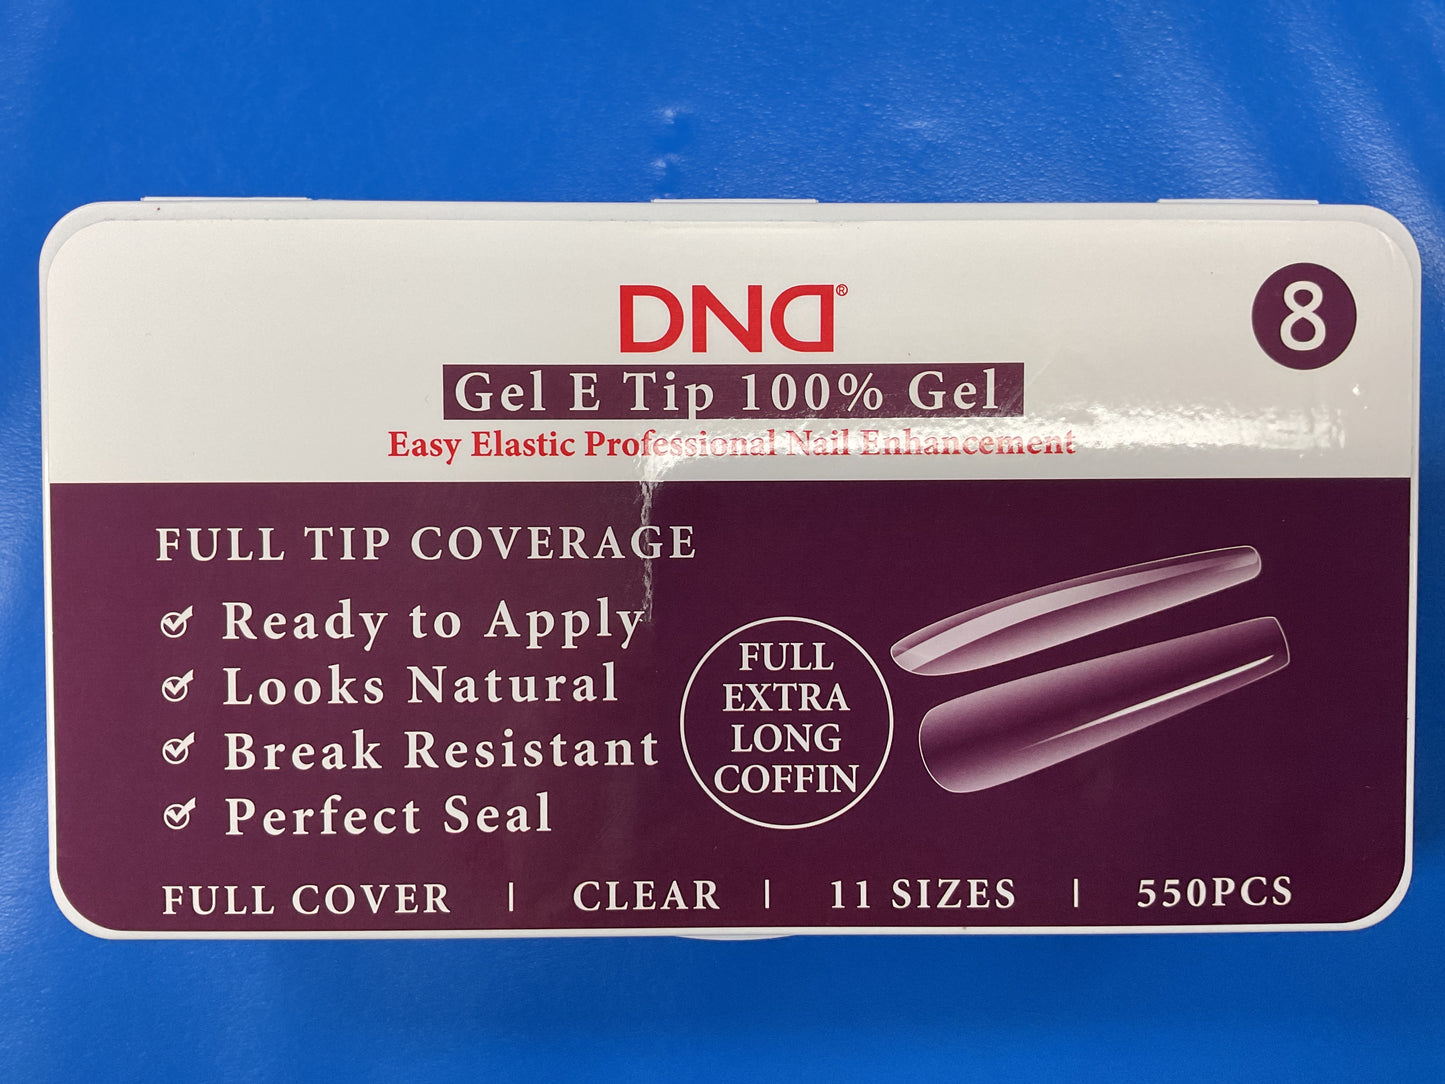 DND®
8
Gel E Tip 100% Gel
Easy Elastic Professional Nail Enhancement
FULL TIP COVERAGE
Ready to Apply
Looks Natural
Break Resistant
Perfect Seal
FULL
EXTRA
LONG
COFFIN
FULL COVER | CLEAR | 11 SIZES | 550PCS